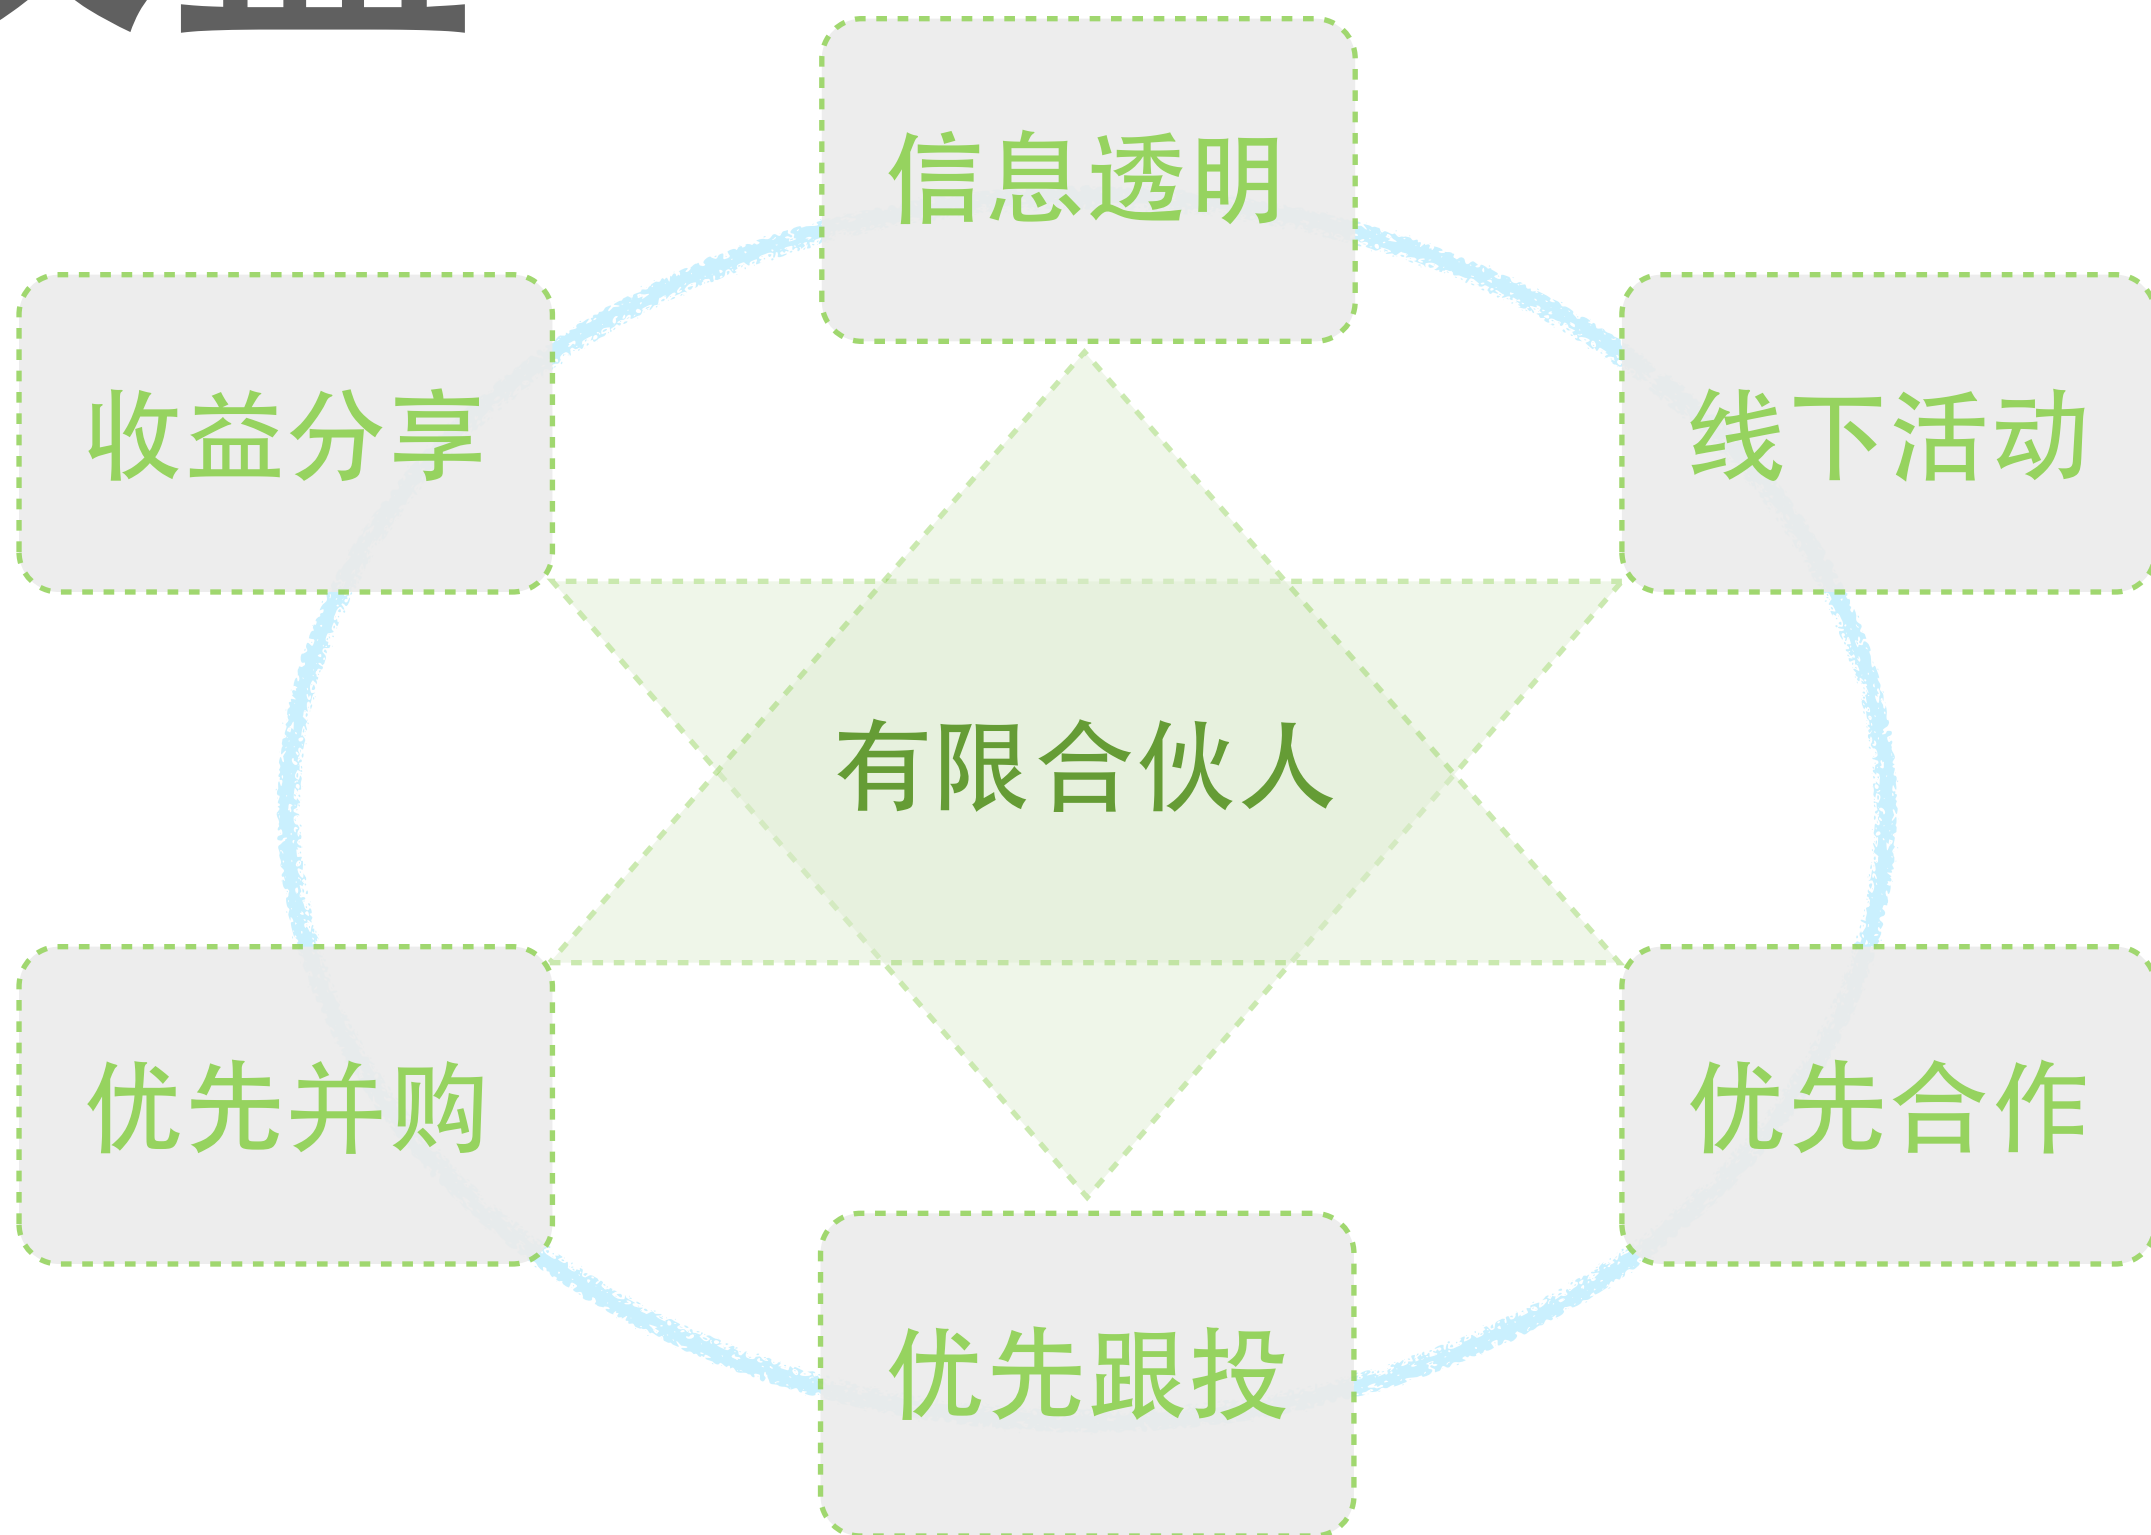 信息透明
收益分享
线下活动
有限合伙人
优先并购
优先合作
优先跟投